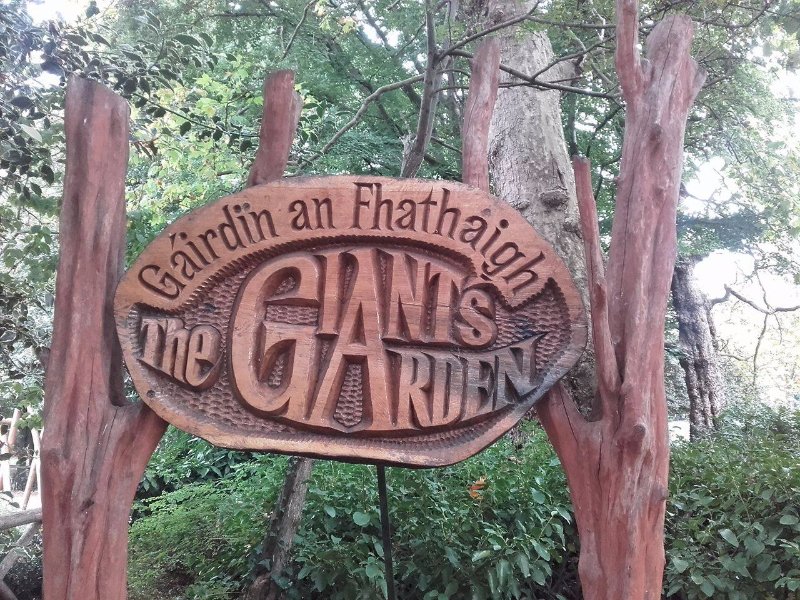 Gáirdín an Fhathaigh
The GIANT'S
GARDEN